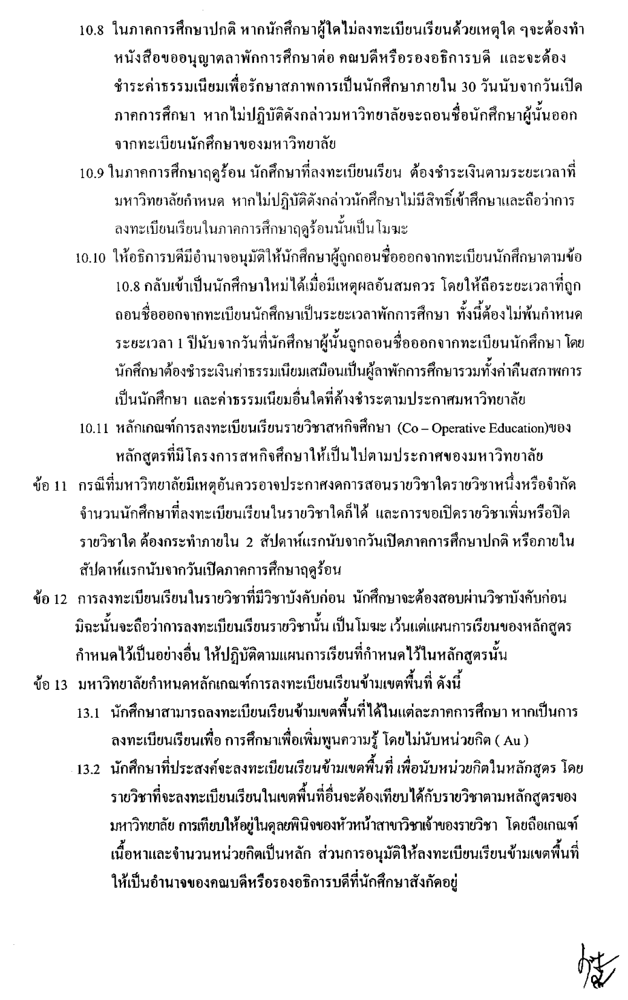 10.8 ในภาคการศึกษาปกติ หากนักศึกษาผู้ใดไม่ลงทะเบียนเรียนด้วยเหตุใด ๆจะต้องทำ
หนังสือขออนุญาตลาพักการศึกษาต่อ คณบดีหรือรองอธิการบดี และจะต้อง
ชำระค่าธรรมเนียมเพื่อรักษาสภาพการเป็นนักศึกษาภายใน 30 วันนับจากวันเปิด
ภาคการศึกษา หากไม่ปฏิบัติดังกล่าวมหาวิทยาลัยจะถอนชื่อนักศึกษาผู้นั้นออก
จากทะเบียนนักศึกษาของมหาวิทยาลัย
10.9 ในภาคการศึกษาฤดูร้อน นักศึกษาที่ลงทะเบียนเรียน ต้องชำระเงินตามระยะเวลาที่
มหาวิทยาลัยกำหนด หากไม่ปฏิบัติดังกล่าวนักศึกษาไม่มีสิทธิ์เข้าศึกษาและถือว่าการ
ลงทะเบียนเรียนในภาคการศึกษาฤดูร้อนนั้นเป็นโมฆะ
10.10 ให้อธิการบดีมีอำนาจอนุมัติให้นักศึกษาผู้ถูกถอนชื่อออกจากทะเบียนนักศึกษาตามข้อ
10.8 กลับเข้าเป็นนักศึกษาใหม่ได้เมื่อมีเหตุผลอันสมควร โดยให้ถือระยะเวลาที่ถูก
ถอนชื่อออกจากทะเบียนนักศึกษาเป็นระยะเวลาพักการศึกษา ทั้งนี้ต้องไม่พ้นกำหนด
ระยะเวลา 1 ปีนับจากวันที่นักศึกษาผู้นั้นถูกถอนชื่อออกจากทะเบียนนักศึกษา โดย
นักศึกษาต้องชำระเงินค่าธรรมเนียมเสมือนเป็นผู้ลาพักการศึกษารวมทั้งค่าคืนสภาพการ
เป็นนักศึกษา และค่าธรรมเนียมอื่นใดที่ค้างชำระตามประกาศมหาวิทยาลัย
10.11 หลักเกณฑ์การลงทะเบียนเรียนรายวิชาสหกิจศึกษา (Co – Operative Education)ของ
หลักสูตรที่มีโครงการสหกิจศึกษาให้เป็นไปตามประกาศของมหาวิทยาลัย
ข้อ 11 กรณีที่มหาวิทยาลัยมีเหตุอันควรอาจประกาศงดการสอนรายวิชาใดรายวิชาหนึ่งหรือจำกัด
จำนวนนักศึกษาที่ลงทะเบียนเรียนในรายวิชาใดก็ได้ และการขอเปิดรายวิชาเพิ่มหรือปิด
รายวิชาใด ต้องกระทำภายใน 2 สัปดาห์แรกนับจากวันเปิดภาคการศึกษาปกติ หรือภายใน
สัปดาห์แรกนับจากวันเปิดภาคการศึกษาฤดูร้อน
ข้อ 12 การลงทะเบียนเรียนในรายวิชาที่มีวิชาบังคับก่อน นักศึกษาจะต้องสอบผ่านวิชาบังคับก่อน
มิฉะนั้นจะถือว่าการลงทะเบียนเรียนรายวิชานั้น เป็นโมฆะ เว้นแต่แผนการเรียนของหลักสูตร
กำหนดไว้เป็นอย่างอื่น ให้ปฏิบัติตามแผนการเรียนที่กำหนดไว้ในหลักสูตรนั้น
ข้อ 13 มหาวิทยาลัยกำหนดหลักเกณฑ์การลงทะเบียนเรียนข้ามเขตพื้นที่ ดังนี้
13.1 นักศึกษาสามารถลงทะเบียนเรียนข้ามเขตพื้นที่ได้ในแต่ละภาคการศึกษา หากเป็นการ
ลงทะเบียนเรียนเพื่อ การศึกษาเพื่อเพิ่มพูนความรู้ โดยไม่นับหน่วยกิต ( Au )
13.2 นักศึกษาที่ประสงค์จะลงทะเบียนเรียนข้ามเขตพื้นที่ เพื่อนับหน่วยกิตในหลักสูตร โดย
รายวิชาที่จะลงทะเบียนเรียนในเขตพื้นที่อื่นจะต้องเทียบได้กับรายวิชาตามหลักสูตรของ
มหาวิทยาลัย การเทียบให้อยู่ในดุลยพินิจของหัวหน้าสาขาวิชาเจ้าของรายวิชา โดยถือเกณฑ์
เนื้อหาและจำนวนหน่วยกิตเป็นหลัก ส่วนการอนุมัติให้ลงทะเบียนเรียนข้ามเขตพื้นที่
ให้เป็นอำนาจของคณบดีหรือรองอธิการบดีที่นักศึกษาสังกัดอยู่